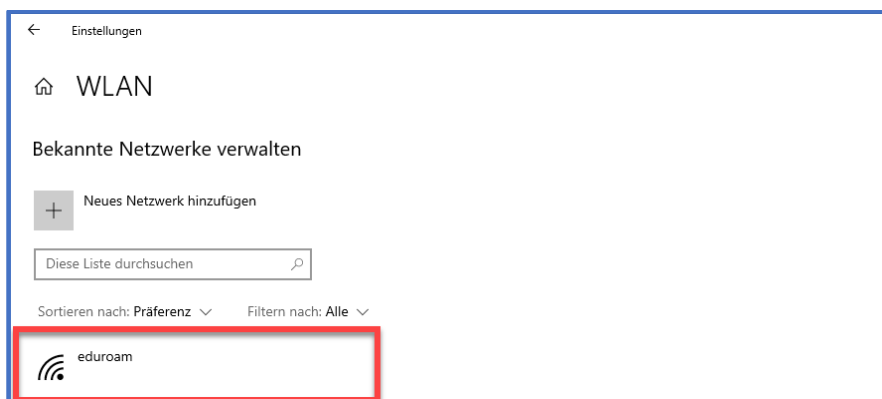 Einstellungen
WLAN
Bekannte Netzwerke verwalten
Neues Netzwerk hinzufügen
Diese Liste durchsuchen
Sortieren nach: Präferenz Filtern nach: Alle
eduroam